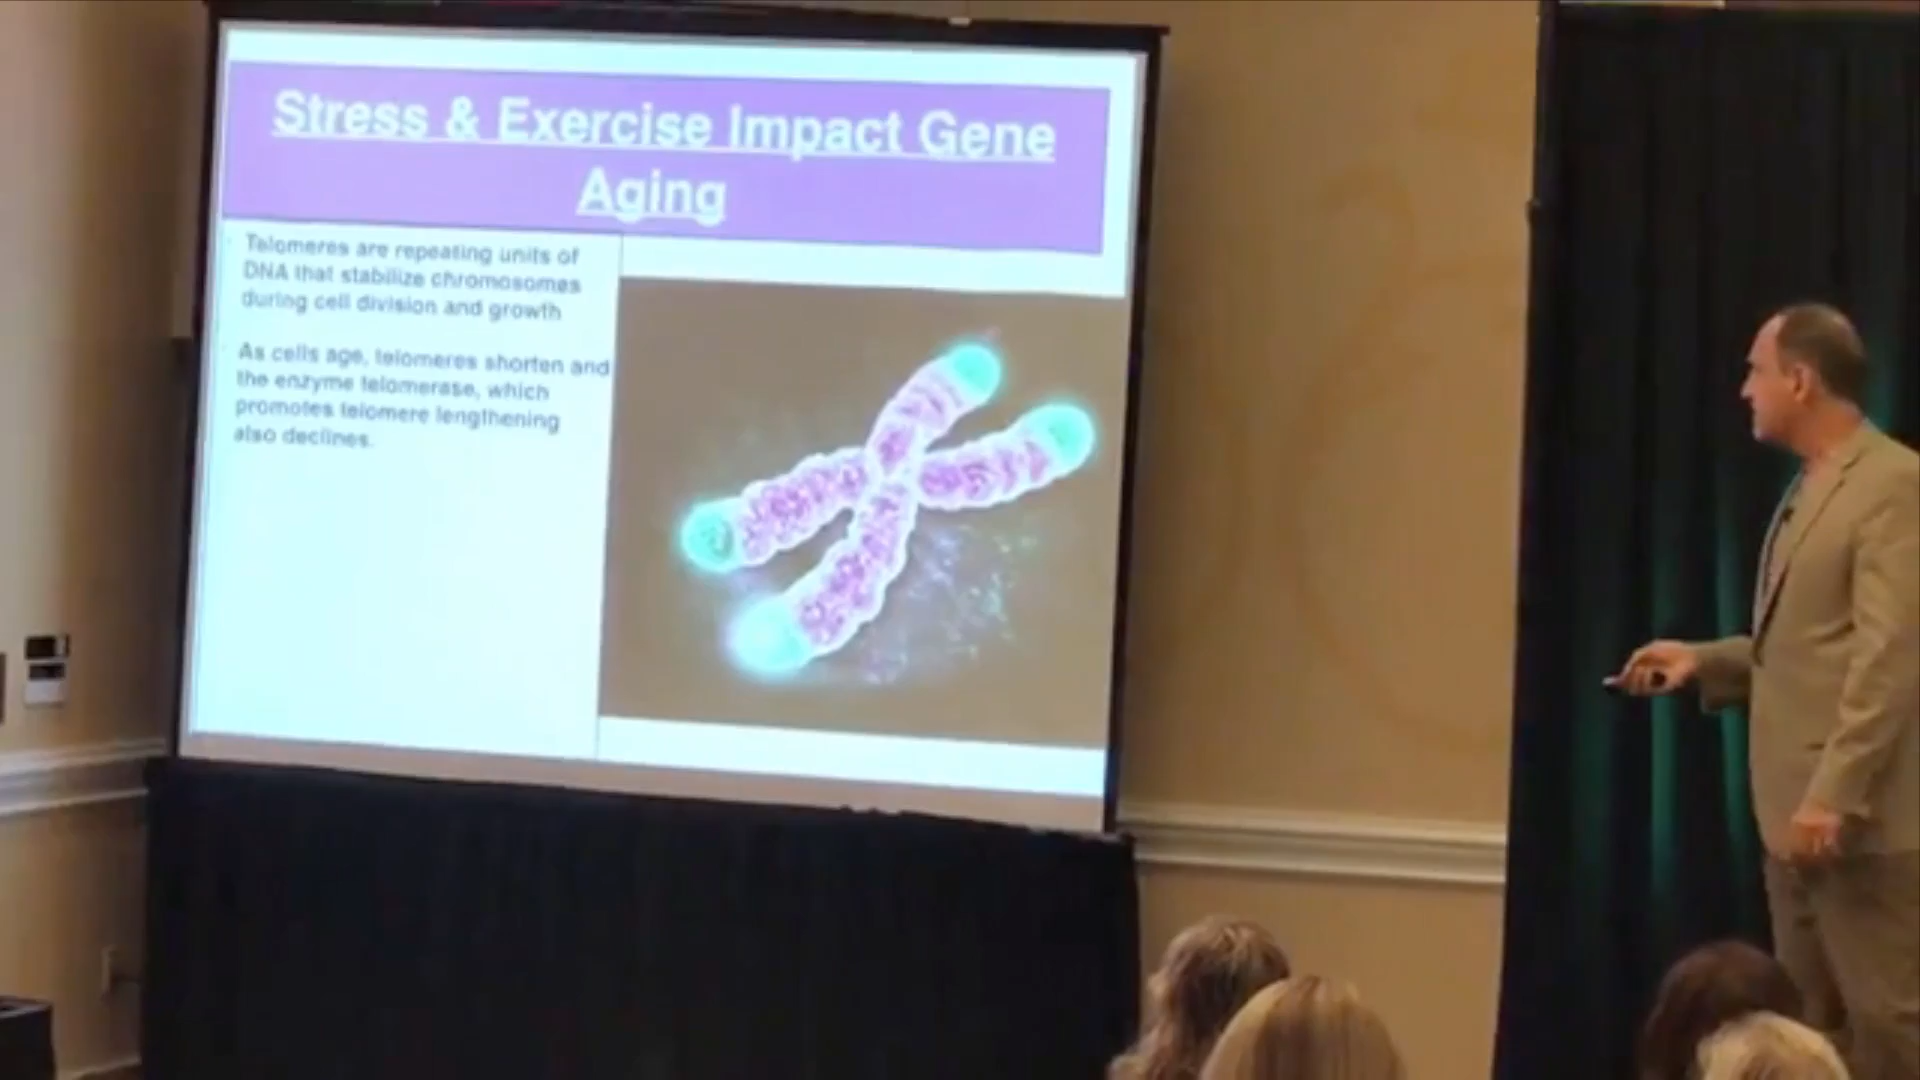 Stress & Exercise Impact Gene
Aging
Telomeres are repeating units of
DNA that stabilize chromosomes
during cell division and growth
As cells age, telomeres shorten and
the enzyme telomerase, which
promotes telomere lengthening
also declines.